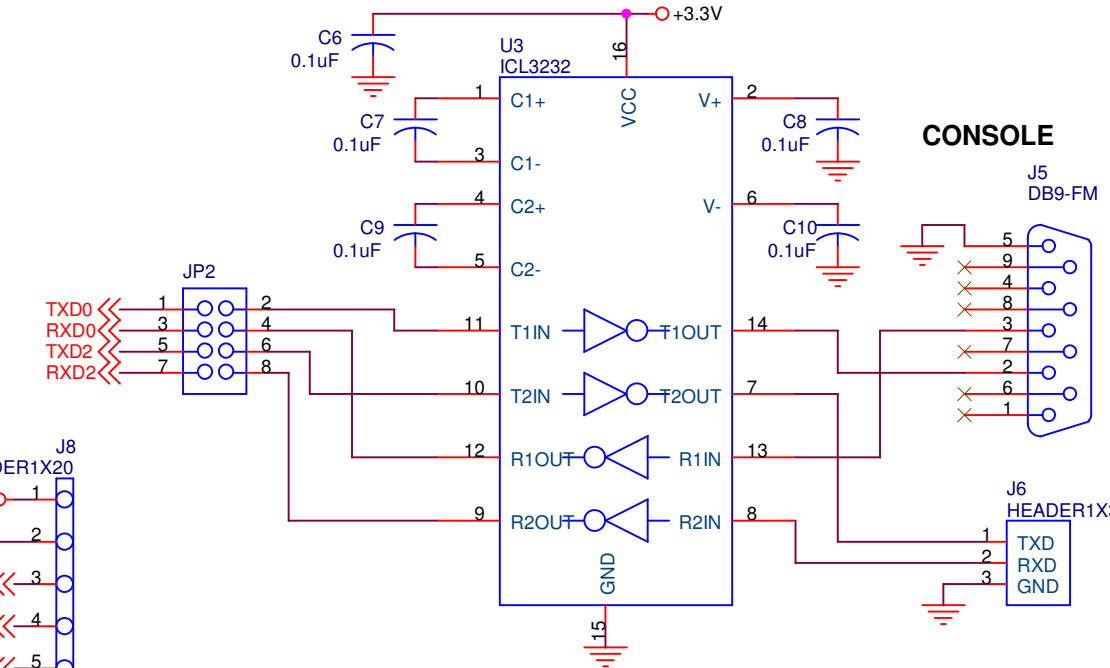 +3.3V
C6
0.1uF
U3
ICL3232
16
VCC
1
C1+
V+
2
C7
0.1uF
C8
0.1uF
CONSOLE
3
C1-
J5
DB9-FM
4
C2+
V-
6
C9
0.1uF
C10
0.1uF
5
C2-
5
9
4
8
3
7
2
6
1
JP2
TXD0
1
2
RXD0
3
4
TXD2
5
6
RXD2
7
8
11
T1IN
T1OUT
14
10
T2IN
T2OUT
7
12
R1OUT
R1IN
13
9
R2OUT
R2IN
8
GND
15
J8
DER1X20
1
2
3
4
5
J6
HEADER1X3
1
TXD
2
RXD
3
GND